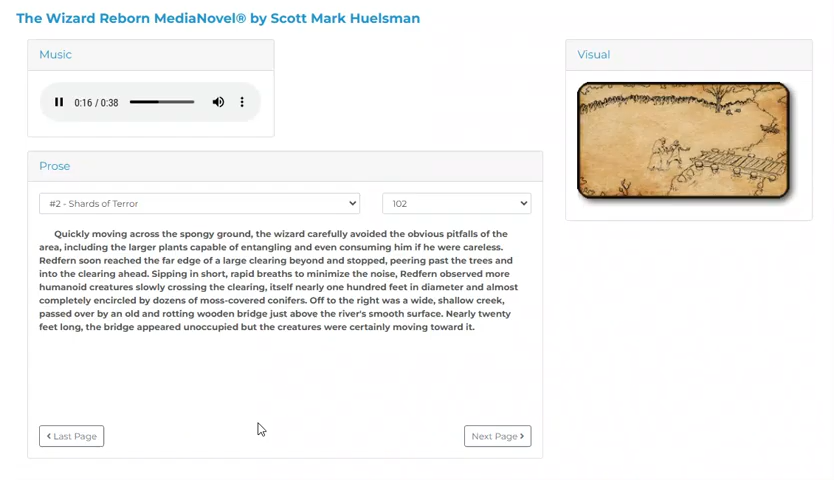 The Wizard Reborn MediaNovel® by Scott Mark Huelsman
Music
Visual
0:16 / 0:38
Prose
#2 - Shards of Terror
102
Quickly moving across the spongy ground, the wizard carefully avoided the obvious pitfalls of the
area, including the larger plants capable of entangling and even consuming him if he were careless.
Redfern soon reached the far edge of a large clearing beyond and stopped, peering past the trees and
into the clearing ahead. Sipping in short, rapid breaths to minimize the noise, Redfern observed more
humanoid creatures slowly crossing the clearing, itself nearly one hundred feet in diameter and almost
completely encircled by dozens of moss-covered conifers. Off to the right was a wide, shallow creek,
passed over by an old and rotting wooden bridge just above the river's smooth surface. Nearly twenty
feet long, the bridge appeared unoccupied but the creatures were certainly moving toward it.
Last Page
Next Page